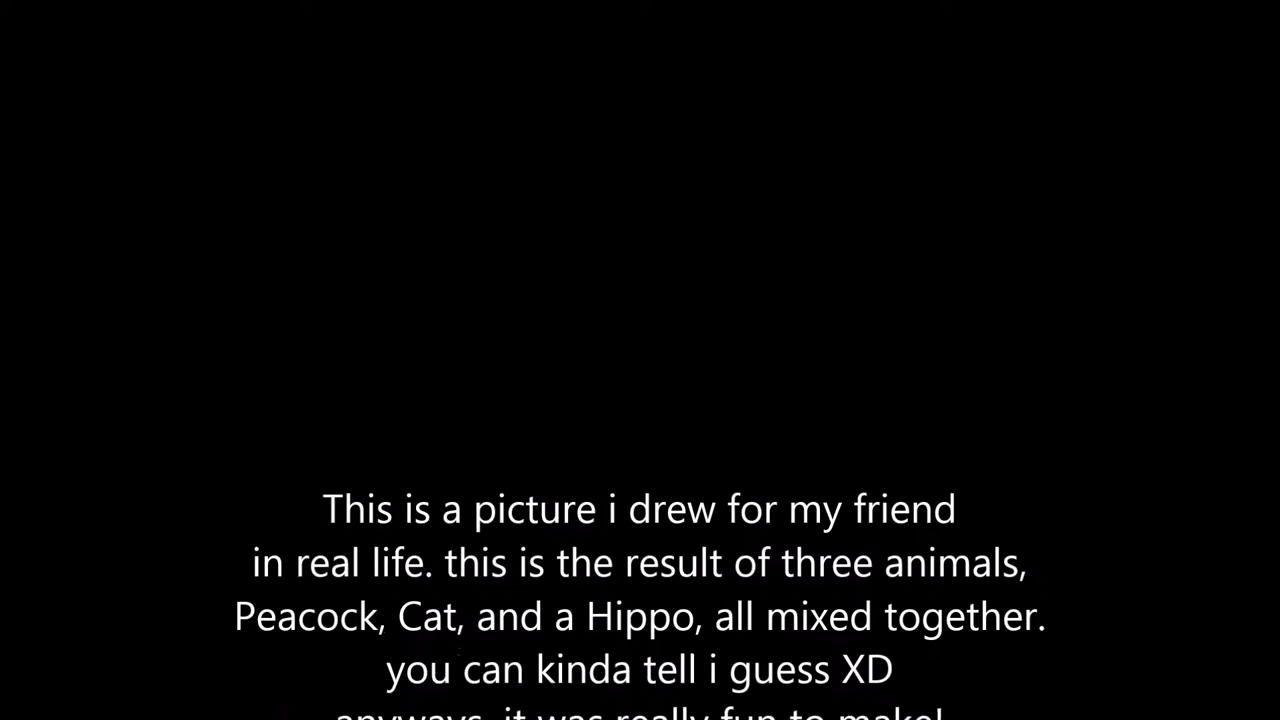 This is a picture i drew for my friend
in real life. this is the result of three animals,
Peacock, Cat, and a Hippo, all mixed together.
you can kinda tell i guess XD
anyways, it was really fun to make!